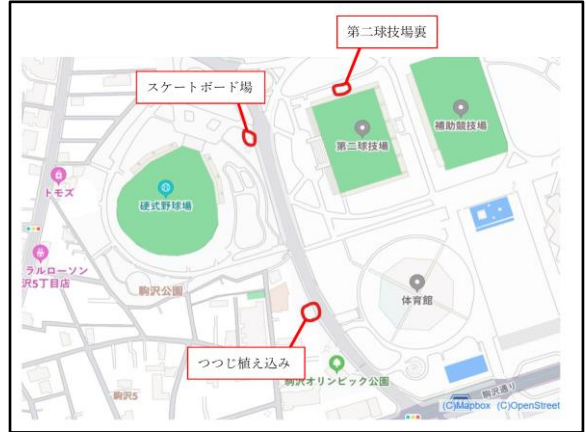 第二球技場裏
スケートボード場
補助競技場
第二球技場
トモズ
硬式野球場
ラルローソン
沢5丁目店
駒沢公園
体育館
つつじ植え込み
駒沢オリンピック公園
駒沢5
駒沢通り
(C)Mapbox (C)OpenStreet